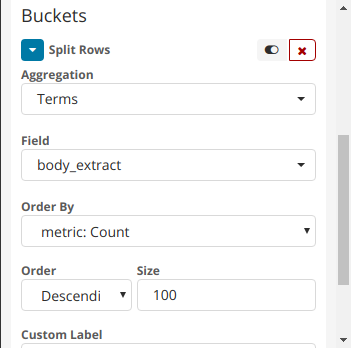 Buckets
Split Rows
Aggregation
Terms
Field
body_extract
Order By
metric: Count
Order Size
Descendi 100
Custom Label